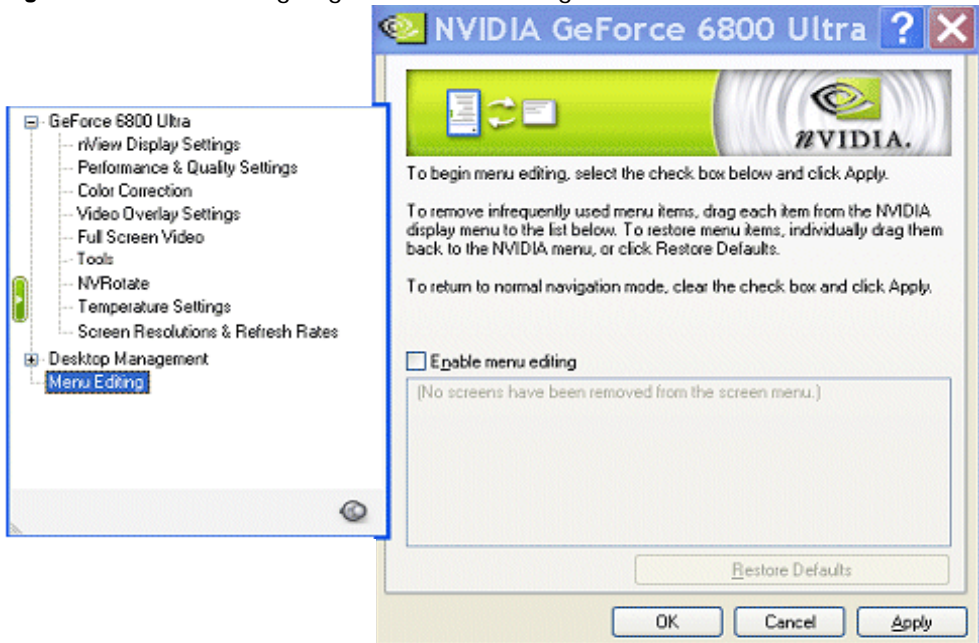 NVIDIA GeForce 6800 Ultra
GeForce 6800 Ultra
nView Display Settings
Performance & Quality Settings
Color Correction
Video Overlay Settings
Full Screen Video
Tools
NVRotate
Temperature Settings
Screen Resolutions & Refresh Rates
Desktop Management
Menu Editing
NVIDIA.
To begin menu editing, select the check box below and click Apply.
To remove infrequently used menu items, drag each item from the NVIDIA
display menu to the list below. To restore menu items, individually drag them
back to the NVIDIA menu, or click Restore Defaults.
To return to normal navigation mode, clear the check box and click Apply.
Enable menu editing
(No screens have been removed from the screen menu.)
Restore Defaults
OK Cancel Apply